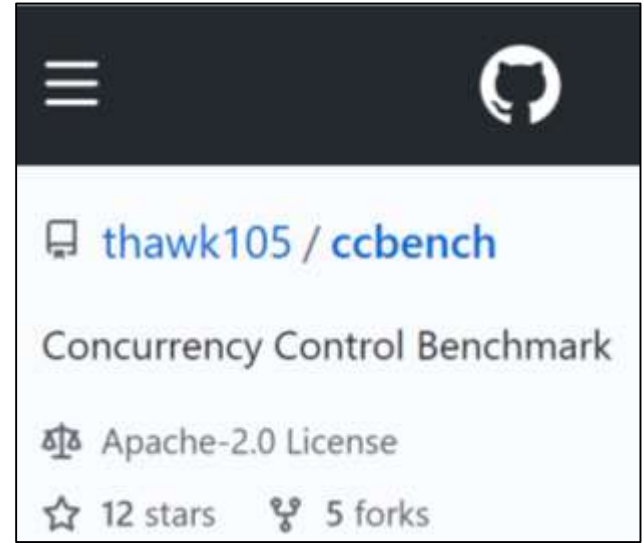 thawk105 / ccbench
Concurrency Control Benchmark
Apache-2.0 License
12 stars 5 forks